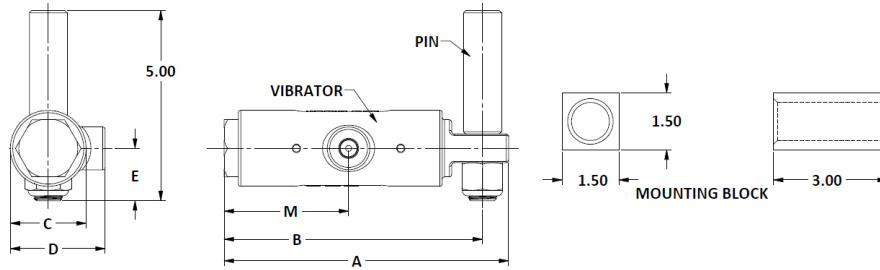 5.00
E
C
D
PIN
VIBRATOR
M
B
A
1.50
1.50
MOUNTING BLOCK
3.00